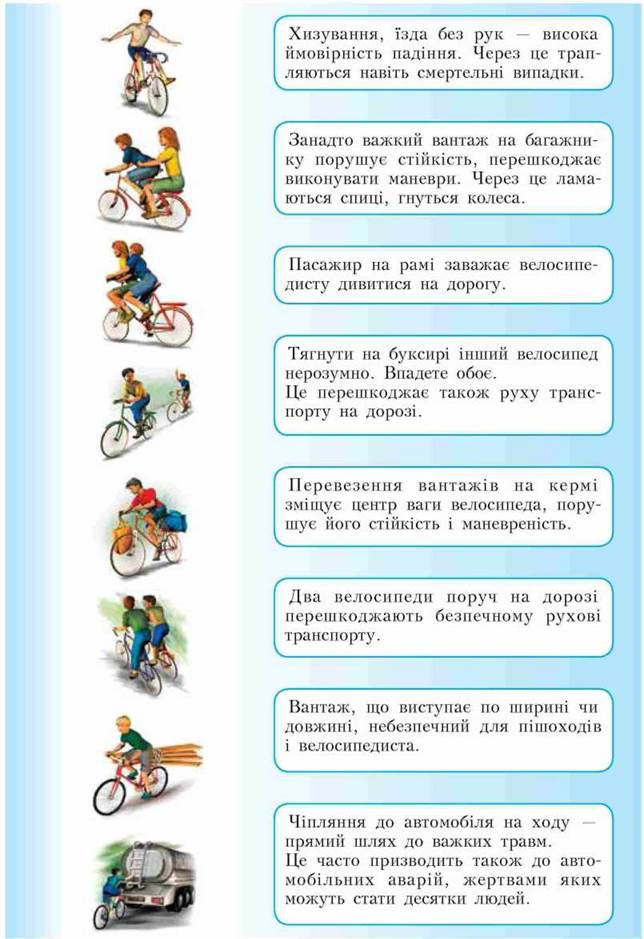 Хизування, їзда без рук — висока
ймовірність падіння. Через це трап-
ляються навіть смертельні випадки.
Занадто важкий вантаж на багажни-
ку порушує стійкість, перешкоджає
виконувати маневри. Через це лама-
ються спиці, гнуться колеса.
Пасажир на рамі заважає велосипе-
дисту дивитися на дорогу.
Тягнути на буксирі інший велосипед
нерозумно. Впадете обоє.
Це перешкоджає також руху транс-
порту на дорозі.
Перевезення вантажів на кермі
зміщує центр ваги велосипеда, пору-
шує його стійкість і маневреність.
Два велосипеди поруч на дорозі
перешкоджають безпечному рухові
транспорту.
Вантаж, що виступає по ширині чи
довжині, небезпечний для пішоходів
і велосипедиста.
Чіпляння до автомобіля на ходу —
прямий шлях до важких травм.
Це часто призводить також до авто-
мобільних аварій, жертвами яких
можуть стати десятки людей.